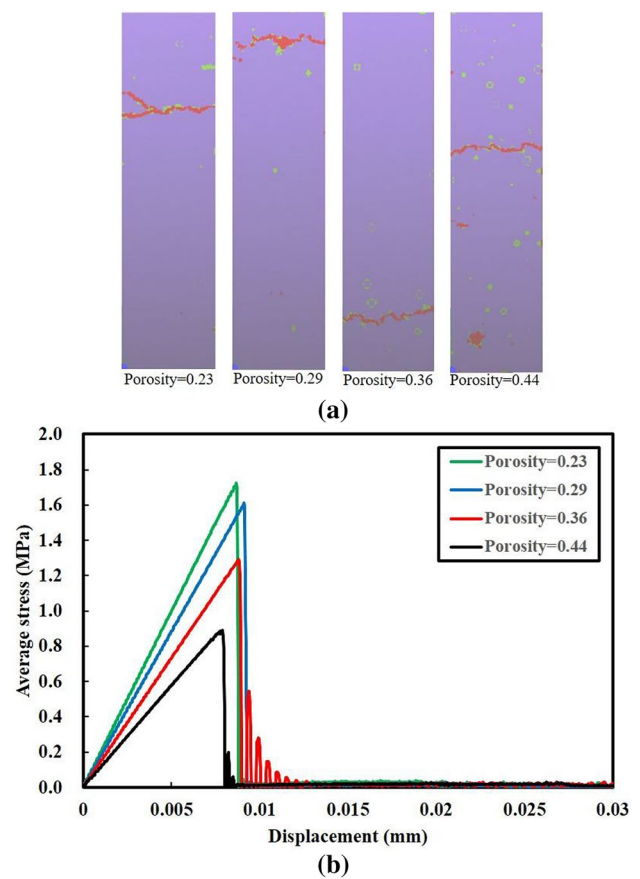 Porosity=0.23 Porosity=0.29 Porosity=0.36 Porosity=0.44
(a)
2.0
1.8
1.6
1.4
1.2
1.0
0.8
0.6
0.4
0.2
0.0
Average stress (MPa)
Porosity=0.23
Porosity=0.29
Porosity=0.36
Porosity=0.44
0 0.005 0.01 0.015 0.02 0.025 0.03
Displacement (mm)
(b)